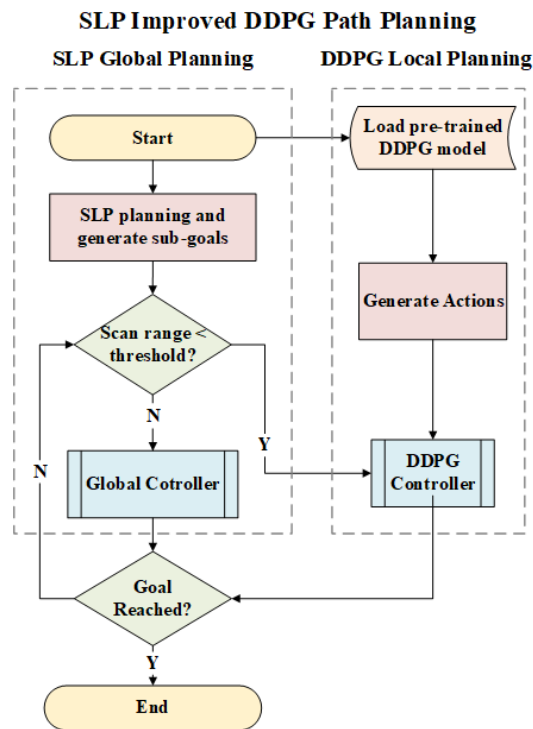 SLP Improved DDPG Path Planning
SLP Global Planning
DDPG Local Planning
Start
Load pre-trained
DDPG model
SLP planning and
generate sub-goals
Generate Actions
Scan range <
threshold?
N
Y
N
Global Cotroller
DDPG
Controller
Goal
Reached?
Y
End